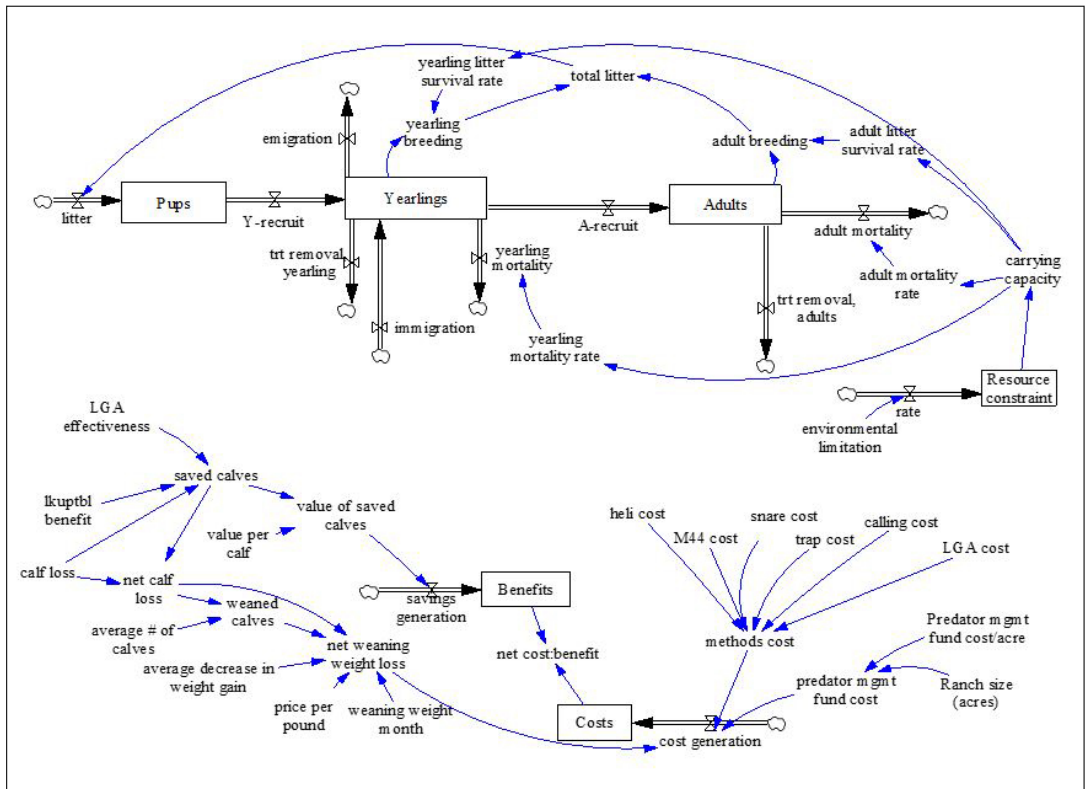 yearling litter
survival rate
total litter
emigration
yearling
breeding
adult breeding
adult litter
survival rate
Pups
Yearlings
Adults
litter
Y-recruit
A-recruit
adult mortality
trt removal
yearling
yearling
mortality
adult mortality
rate
carrying
capacity
immigration
trt removal,
adults
yearling
mortality rate
Resource
constraint
rate
environmental
limitation
LGA
effectiveness
saved calves
lkuptbl
benefit
value of saved
calves
value per
calf
calf loss
net calf
loss
weaned
calves
average # of
calves
savings
generation
Benefits
net weaning
weight loss
average decrease in
weight gain
price per
pound
weaning weight
month
net cost:benefit
Costs
cost generation
heli cost
M44 cost
snare cost
trap cost
calling cost
LGA cost
methods cost
Predator mgmt
fund cost/acre
predator mgmt
fund cost
Ranch size
(acres)